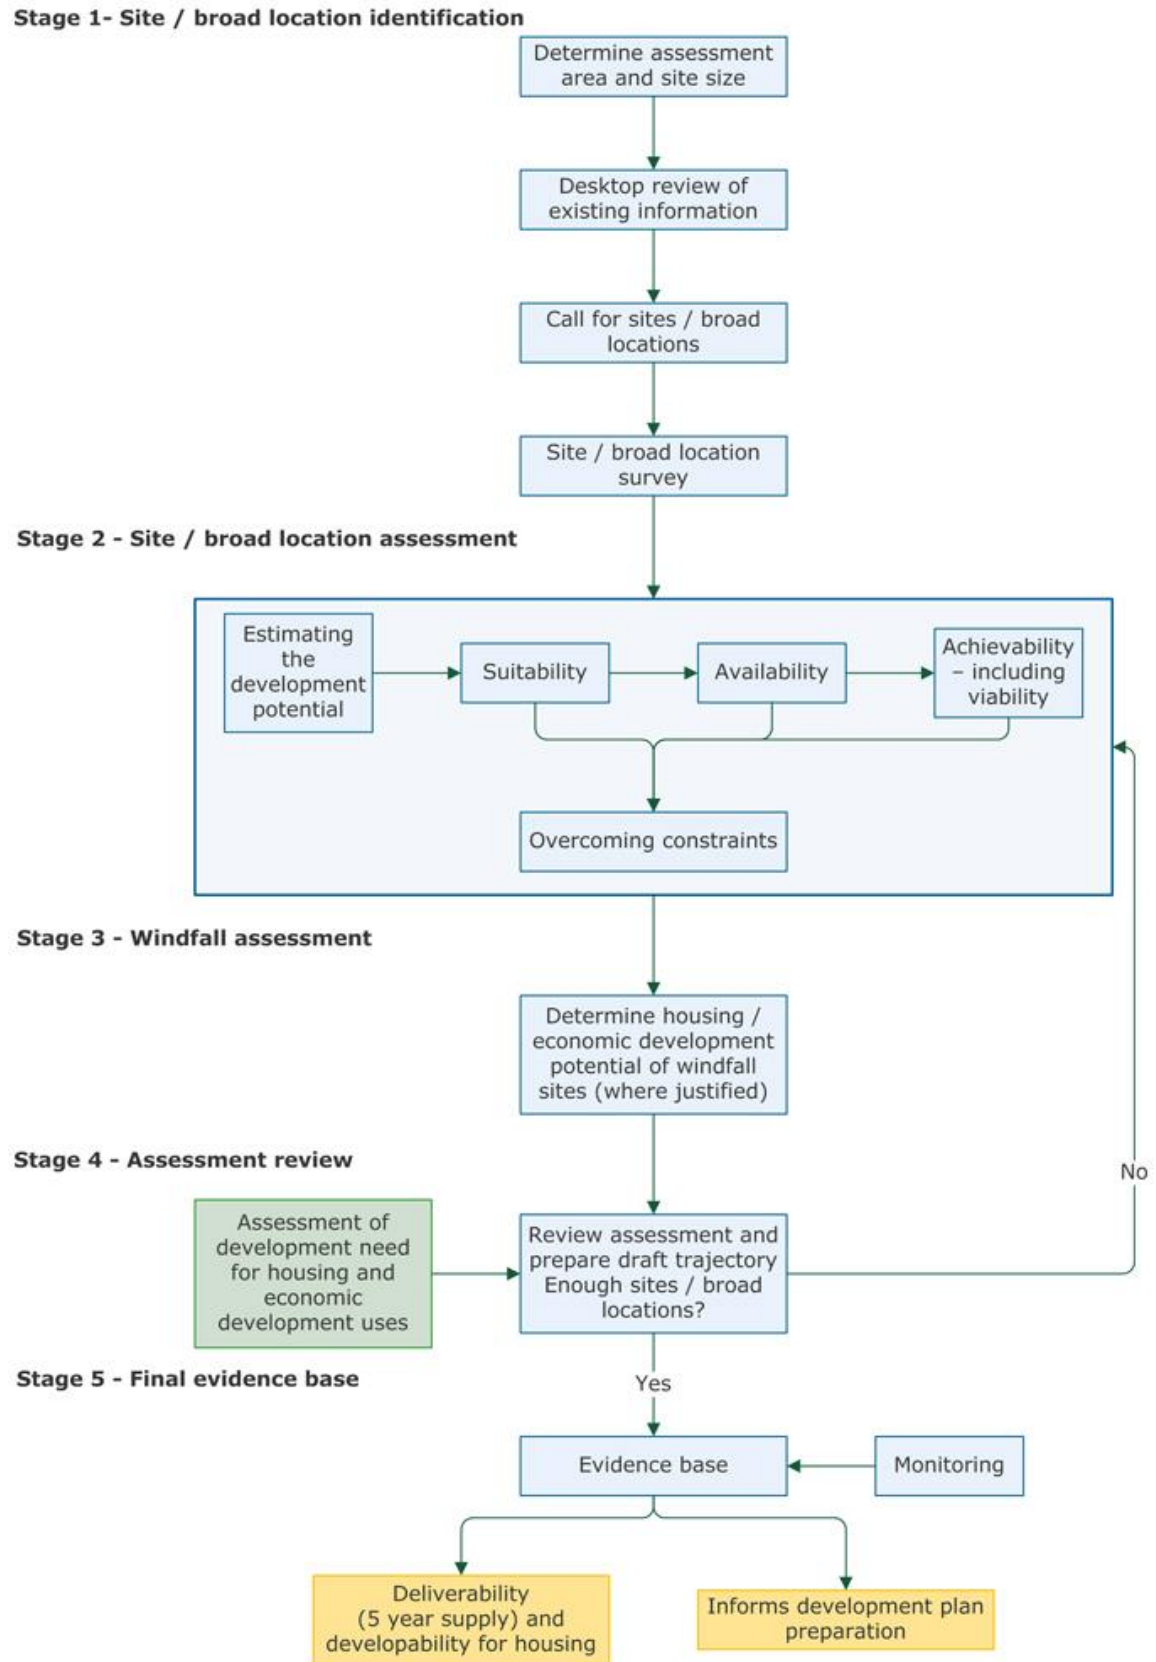 Stage 1- Site / broad location identification
Determine assessment
area and site size
Desktop review of
existing information
Call for sites / broad
locations
Site / broad location
survey
Stage 2 - Site / broad location assessment
Estimating
the
development
potential
Suitability
Availability
Achievability
– including
viability
Overcoming constraints
Stage 3 - Windfall assessment
Determine housing /
economic development
potential of windfall
sites (where justified)
Stage 4 - Assessment review
Assessment of
development need
for housing and
economic
development uses
Review assessment and
prepare draft trajectory
Enough sites / broad
locations?
No
Stage 5 - Final evidence base
Yes
Evidence base
Monitoring
Deliverability
(5 year supply) and
developability for housing
Informs development plan
preparation